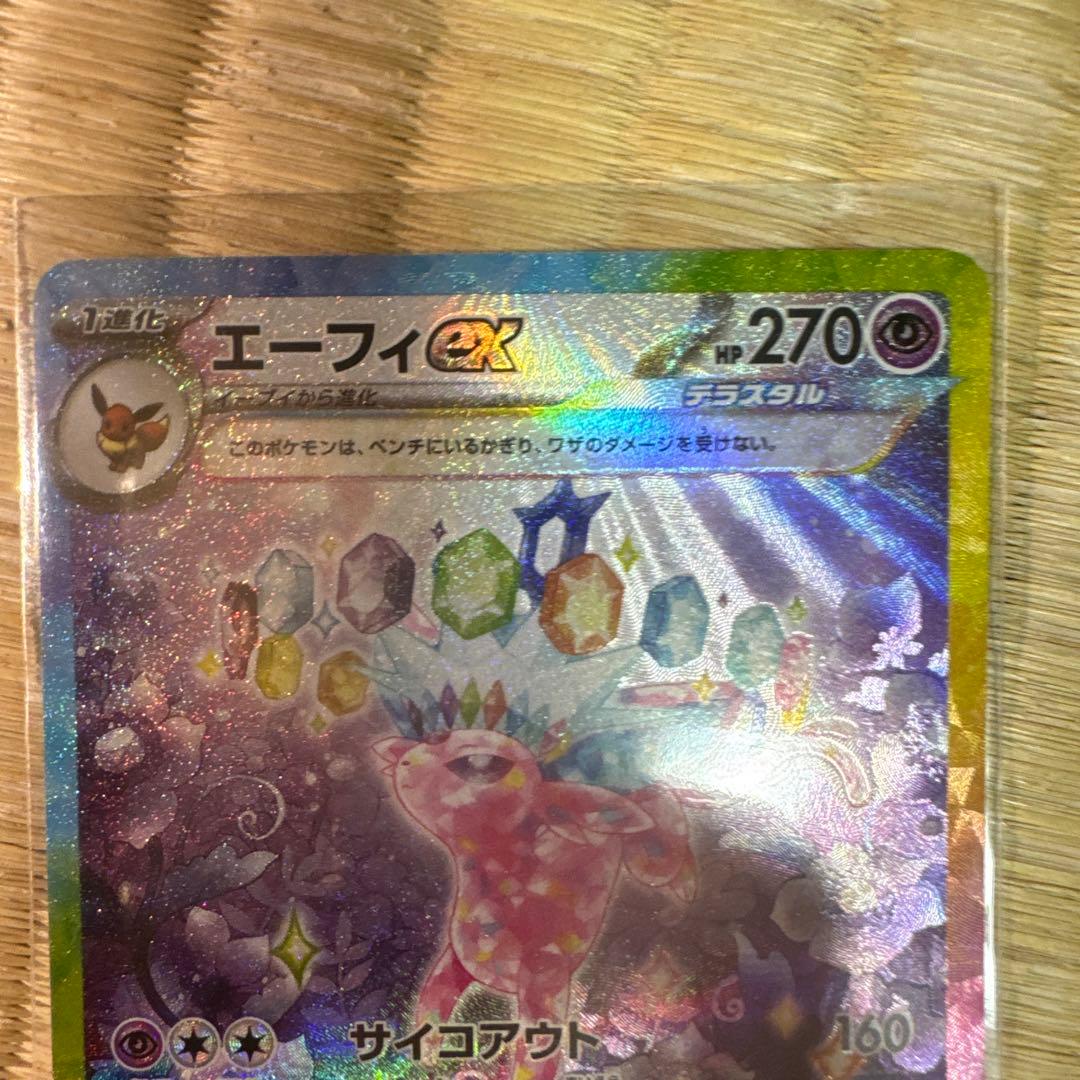 1進化
エーフィex
HP 270
イーブイから進化
テラスタル
このポケモンは、ベンチにいるかぎり、ワザのダメージを受けない。
サイコアウト 160